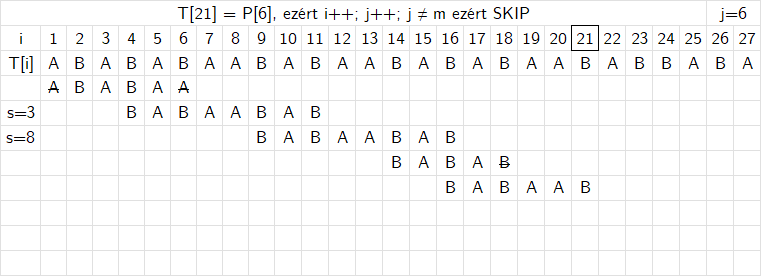 T[21] = P[6], ezért i++; j++; j ≠ m ezért SKIP j=6
i 1 2 3 4 5 6 7 8 9 10 11 12 13 14 15 16 17 18 19 20 21 22 23 24 25 26 27
T[i] A B A B A B A A B A B A A B A B A B A A B A B A A B A
A B A B A A
s=3 B A B A A B A B
s=8 B A B A A B A B
B A B A B
B A B A A B